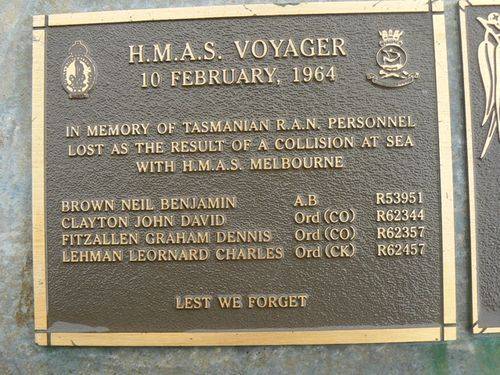 H.M.A.S. VOYAGER
10 FEBRUARY, 1964
IN MEMORY OF TASMANIAN R.A.N. PERSONNEL
LOST AS THE RESULT OF A COLLISION AT SEA
WITH H.M.A.S. MELBOURNE
BROWN NEIL BENJAMIN A.B R53951
CLAYTON JOHN DAVID Ord (CO) R62344
FITZALLEN GRAHAM DENNIS Ord (CO) R62357
LEHMAN LEORNARD CHARLES Ord (CK) R62457
LEST WE FORGET